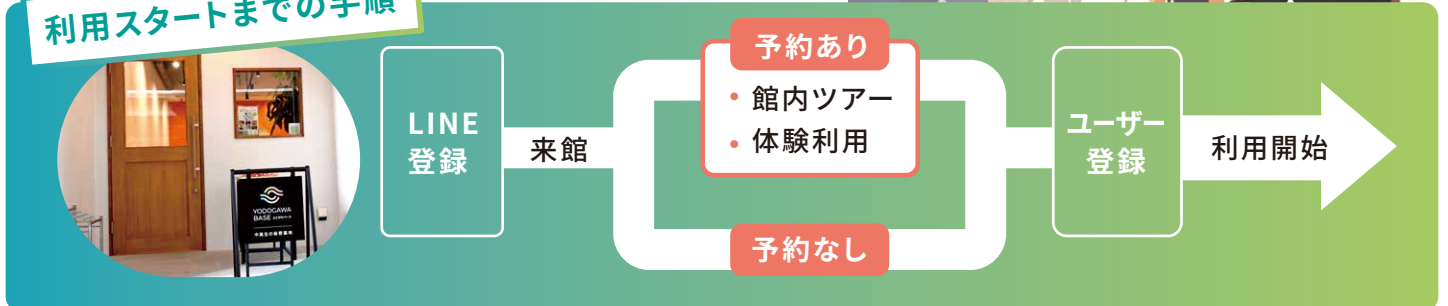 利用スタートまでの手順
YODOGAWA
BASE
LINE
登録
来館
予約あり
・館内ツアー
・体験利用
予約なし
ユーザー
登録
利用開始